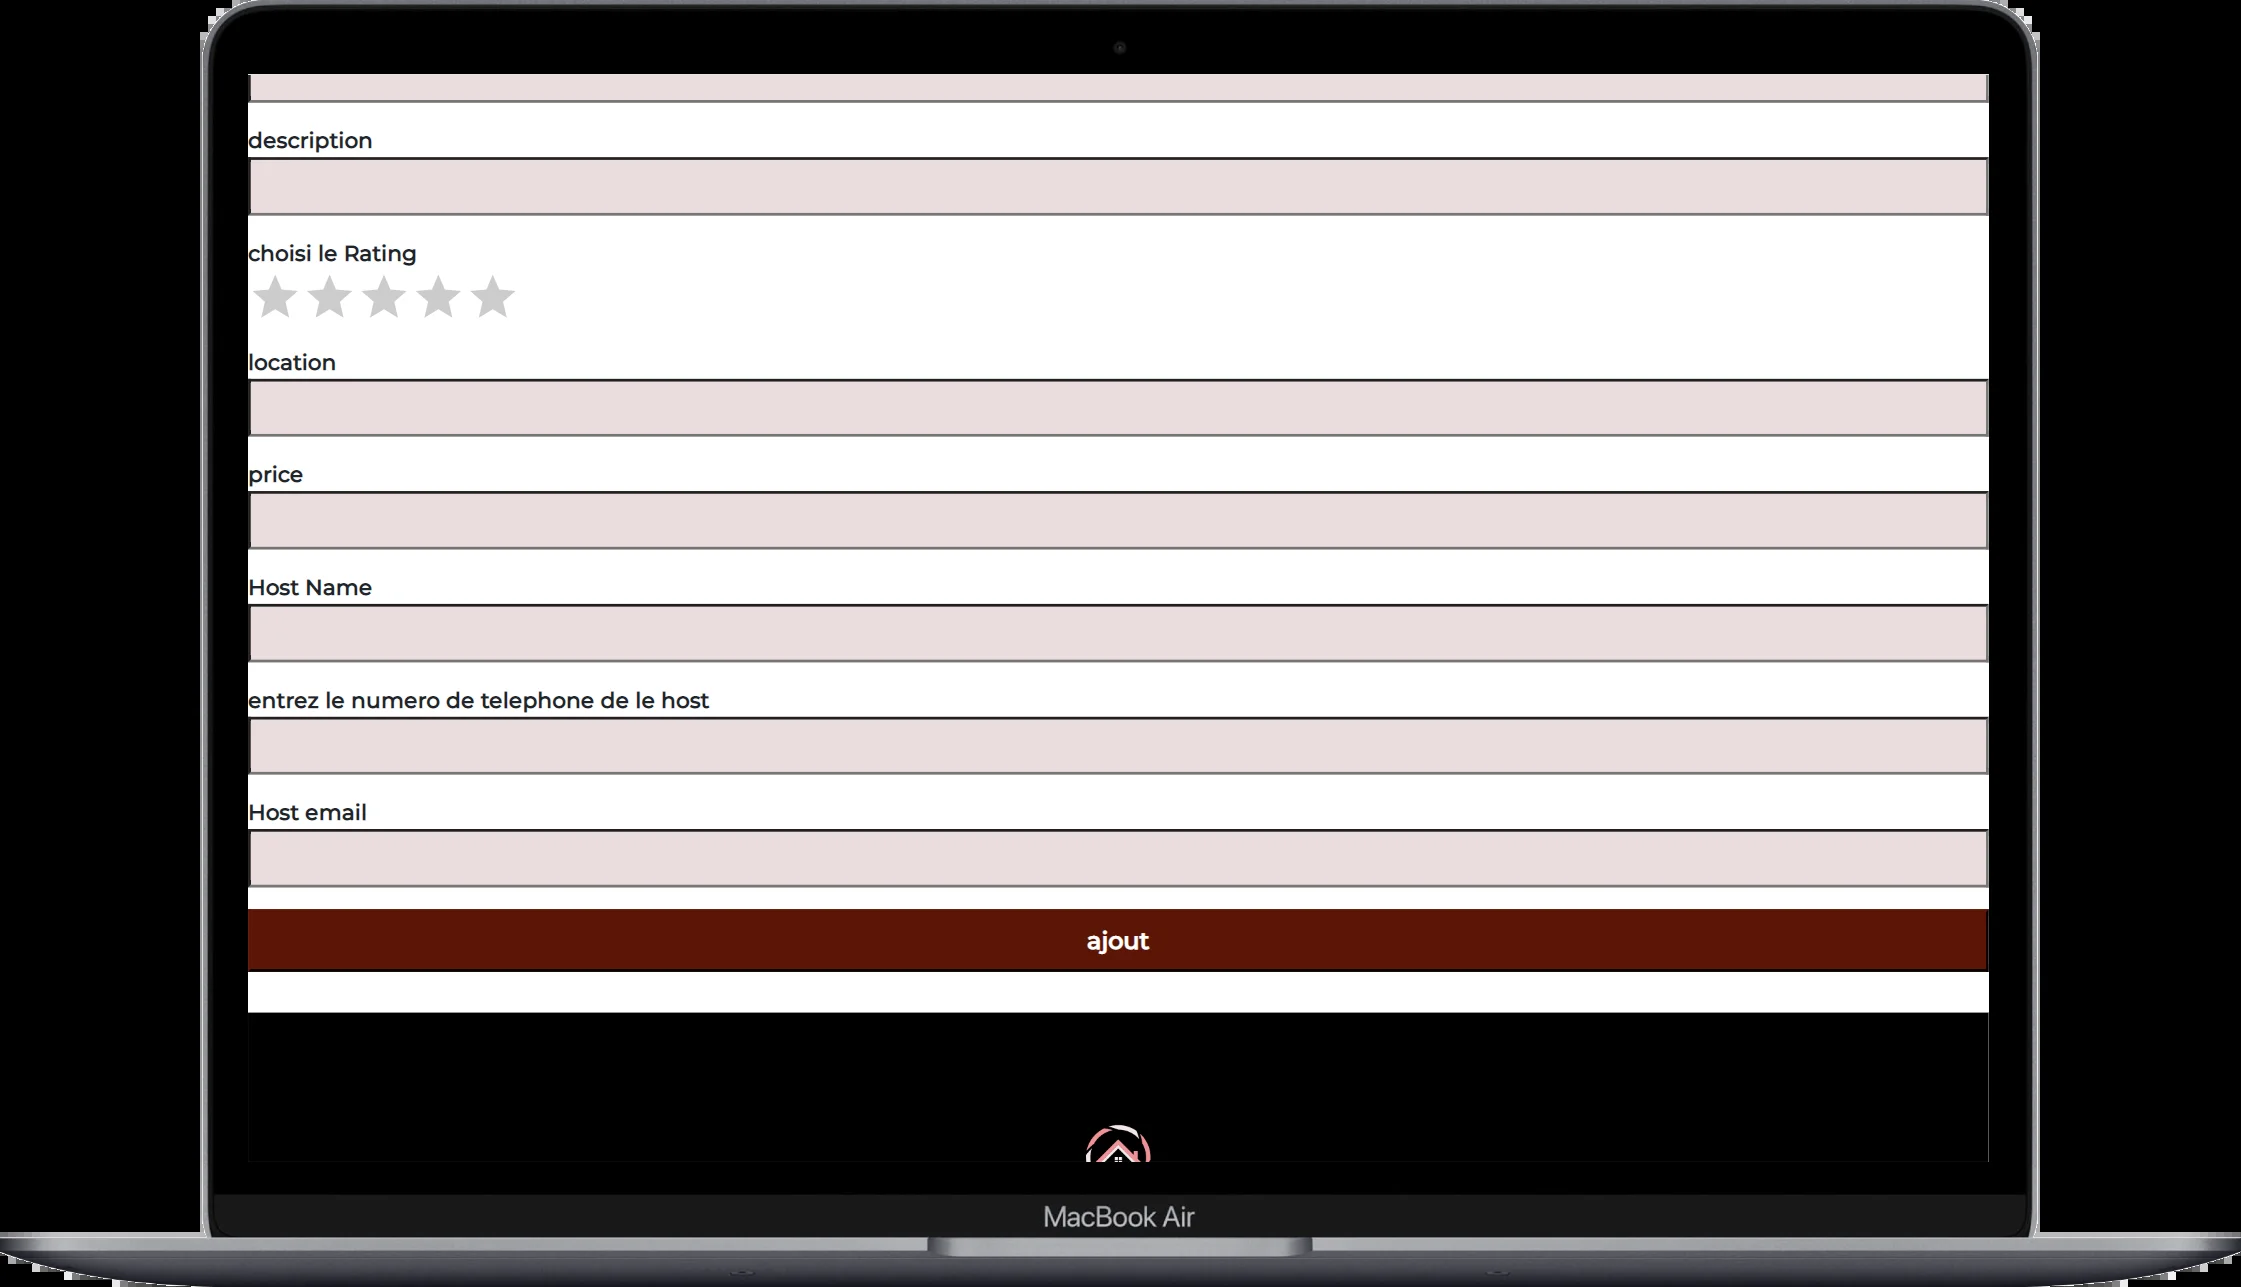 description
choisi le Rating
location
price
Host Name
entrez le numero de telephone de le host
Host email
ajout
MacBook Air